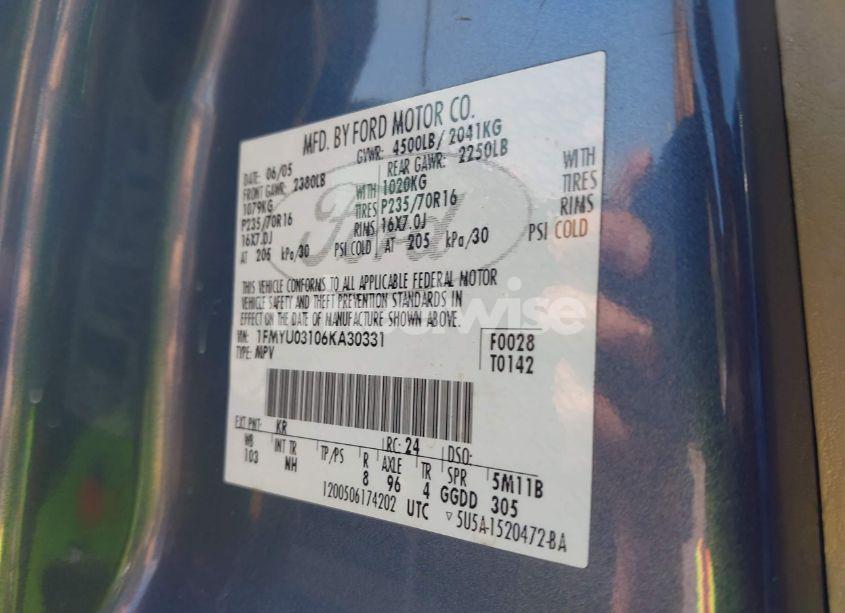 MFD. BY FORD MOTOR CO.
DATE: 06/05 GVWR: 4500LB/ 2041KG
FRONT GAWR: 2380LB REAR GAWR: 2250LB
1079KG WITH 1020KG WITH
P235/70R16 TIRES P235/70R16 TIRES
16X7.0J RIMS 16X7.0J RIMS
AT 205 kPa/30 PSI COLD AT 205 kPa/30 PSI COLD
Ford
THIS VEHICLE CONFORMS TO ALL APPLICABLE FEDERAL MOTOR
VEHICLE SAFETY AND THEFT PREVENTION STANDARDS IN
EFFECT ON THE DATE OF MANUFACTURE SHOWN ABOVE.
VIN: 1FMYU03106KA30331 F0028
TYPE: MPV T0142
EXT PNT: KR RC: 24 DSO:
WB INT TR TP/PS R AXLE TR SPR 5M11B
103 NH 8 96 4 GGDD 305
1200506174202 UTC ▿5U5A-1520472-BA